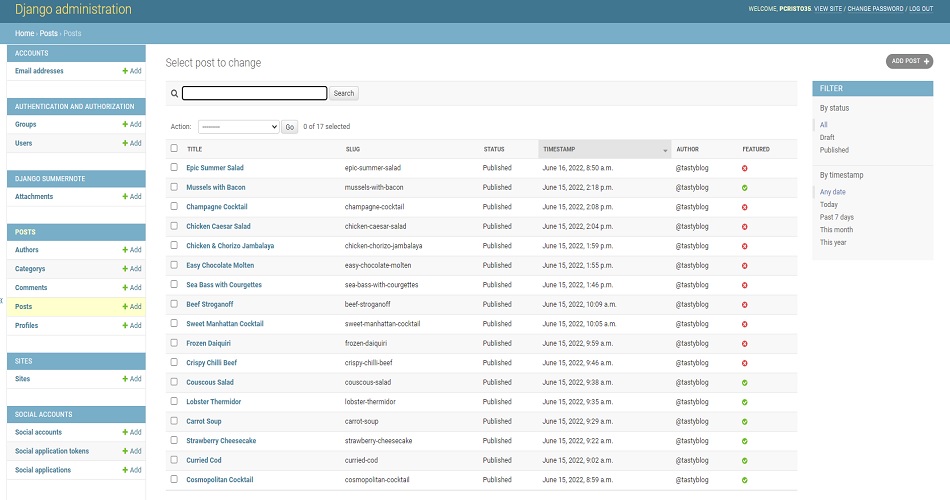 Django administration
WELCOME, PCRISTO35. VIEW SITE / CHANGE PASSWORD / LOG OUT
Home › Posts › Posts
ACCOUNTS
Email addresses + Add
AUTHENTICATION AND AUTHORIZATION
Groups + Add
Users + Add
DJANGO SUMMERNOTE
Attachments + Add
POSTS
Authors + Add
Categorys + Add
Comments + Add
Posts + Add
Profiles + Add
SITES
Sites + Add
SOCIAL ACCOUNTS
Social accounts + Add
Social application tokens + Add
Social applications + Add
Select post to change
ADD POST +
Search
Action: --------- Go 0 of 17 selected
TITLE SLUG STATUS TIMESTAMP AUTHOR FEATURED
Epic Summer Salad epic-summer-salad Published June 16, 2022, 8:50 a.m. @tastyblog
Mussels with Bacon mussels-with-bacon Published June 15, 2022, 2:18 p.m. @tastyblog
Champagne Cocktail champagne-cocktail Published June 15, 2022, 2:08 p.m. @tastyblog
Chicken Caesar Salad chicken-caesar-salad Published June 15, 2022, 2:04 p.m. @tastyblog
Chicken & Chorizo Jambalaya chicken-chorizo-jambalaya Published June 15, 2022, 1:59 p.m. @tastyblog
Easy Chocolate Molten easy-chocolate-molten Published June 15, 2022, 1:55 p.m. @tastyblog
Sea Bass with Courgettes sea-bass-with-courgettes Published June 15, 2022, 1:46 p.m. @tastyblog
Beef Stroganoff beef-stroganoff Published June 15, 2022, 10:09 a.m. @tastyblog
Sweet Manhattan Cocktail sweet-manhattan-cocktail Published June 15, 2022, 10:05 a.m. @tastyblog
Frozen Daiquiri frozen-daiquiri Published June 15, 2022, 9:59 a.m. @tastyblog
Crispy Chilli Beef crispy-chilli-beef Published June 15, 2022, 9:46 a.m. @tastyblog
Couscous Salad couscous-salad Published June 15, 2022, 9:38 a.m. @tastyblog
Lobster Thermidor lobster-thermidor Published June 15, 2022, 9:35 a.m. @tastyblog
Carrot Soup carrot-soup Published June 15, 2022, 9:29 a.m. @tastyblog
Strawberry Cheesecake strawberry-cheesecake Published June 15, 2022, 9:22 a.m. @tastyblog
Curried Cod curried-cod Published June 15, 2022, 9:02 a.m. @tastyblog
Cosmopolitan Cocktail cosmopolitan-cocktail Published June 15, 2022, 8:59 a.m. @tastyblog
FILTER
By status
All
Draft
Published
By timestamp
Any date
Today
Past 7 days
This month
This year